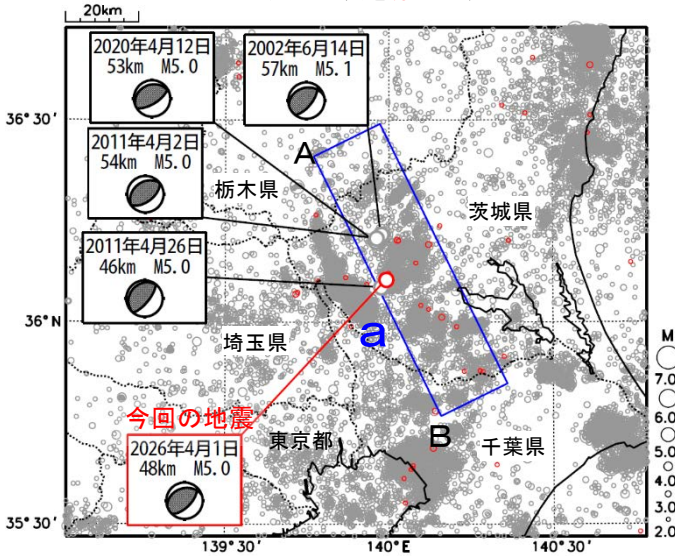 20km
2020年4月12日
53km M5.0
2002年6月14日
57km M5.1
36°30'
A
2011年4月2日
54km M5.0
栃木県
茨城県
2011年4月26日
46km M5.0
36°N
a
埼玉県
M
7.0
6.0
5.0
4.0
3.0
2.0
今回の地震
2026年4月1日
48km M5.0
東京都
B
千葉県
35°30'
139°30'
140°E
140°30'